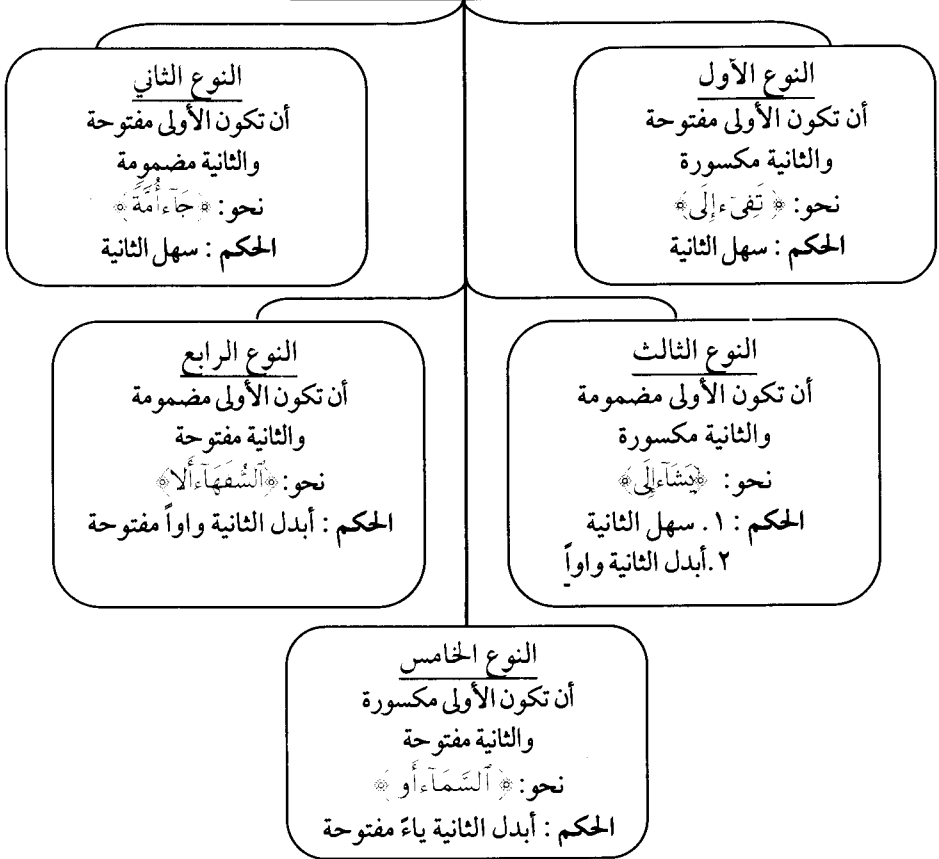 النوع الأول
أن تكون الأولى مفتوحة
والثانية مكسورة
نحو: ﴿ تَفِىٓءَ إِلَىٰ﴾
الحكم : سهل الثانية
النوع الثاني
أن تكون الأولى مفتوحة
والثانية مضمومة
نحو: ﴿جَآءَ أُمَّةً﴾
الحكم : سهل الثانية
النوع الثالث
أن تكون الأولى مضمومة
والثانية مكسورة
نحو: ﴿يَشَآءُ إِلَىٰ﴾
الحكم : ١. سهل الثانية
٢.أبدل الثانية واواً
النوع الرابع
أن تكون الأولى مضمومة
والثانية مفتوحة
نحو: ﴿ٱلسُّفَهَآءُ أَلَا﴾
الحكم : أبدل الثانية واواً مفتوحة
النوع الخامس
أن تكون الأولى مكسورة
والثانية مفتوحة
نحو: ﴿ ٱلسَّمَآءِ أَو ﴾
الحكم : أبدل الثانية ياءً مفتوحة